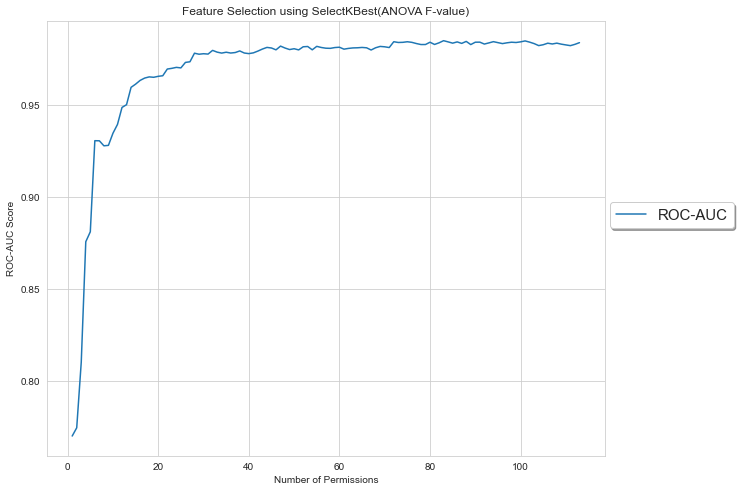 Feature Selection using SelectKBest(ANOVA F-value)
0.95
0.90
0.85
0.80
ROC-AUC Score
ROC-AUC
0 20 40 60 80 100
Number of Permissions